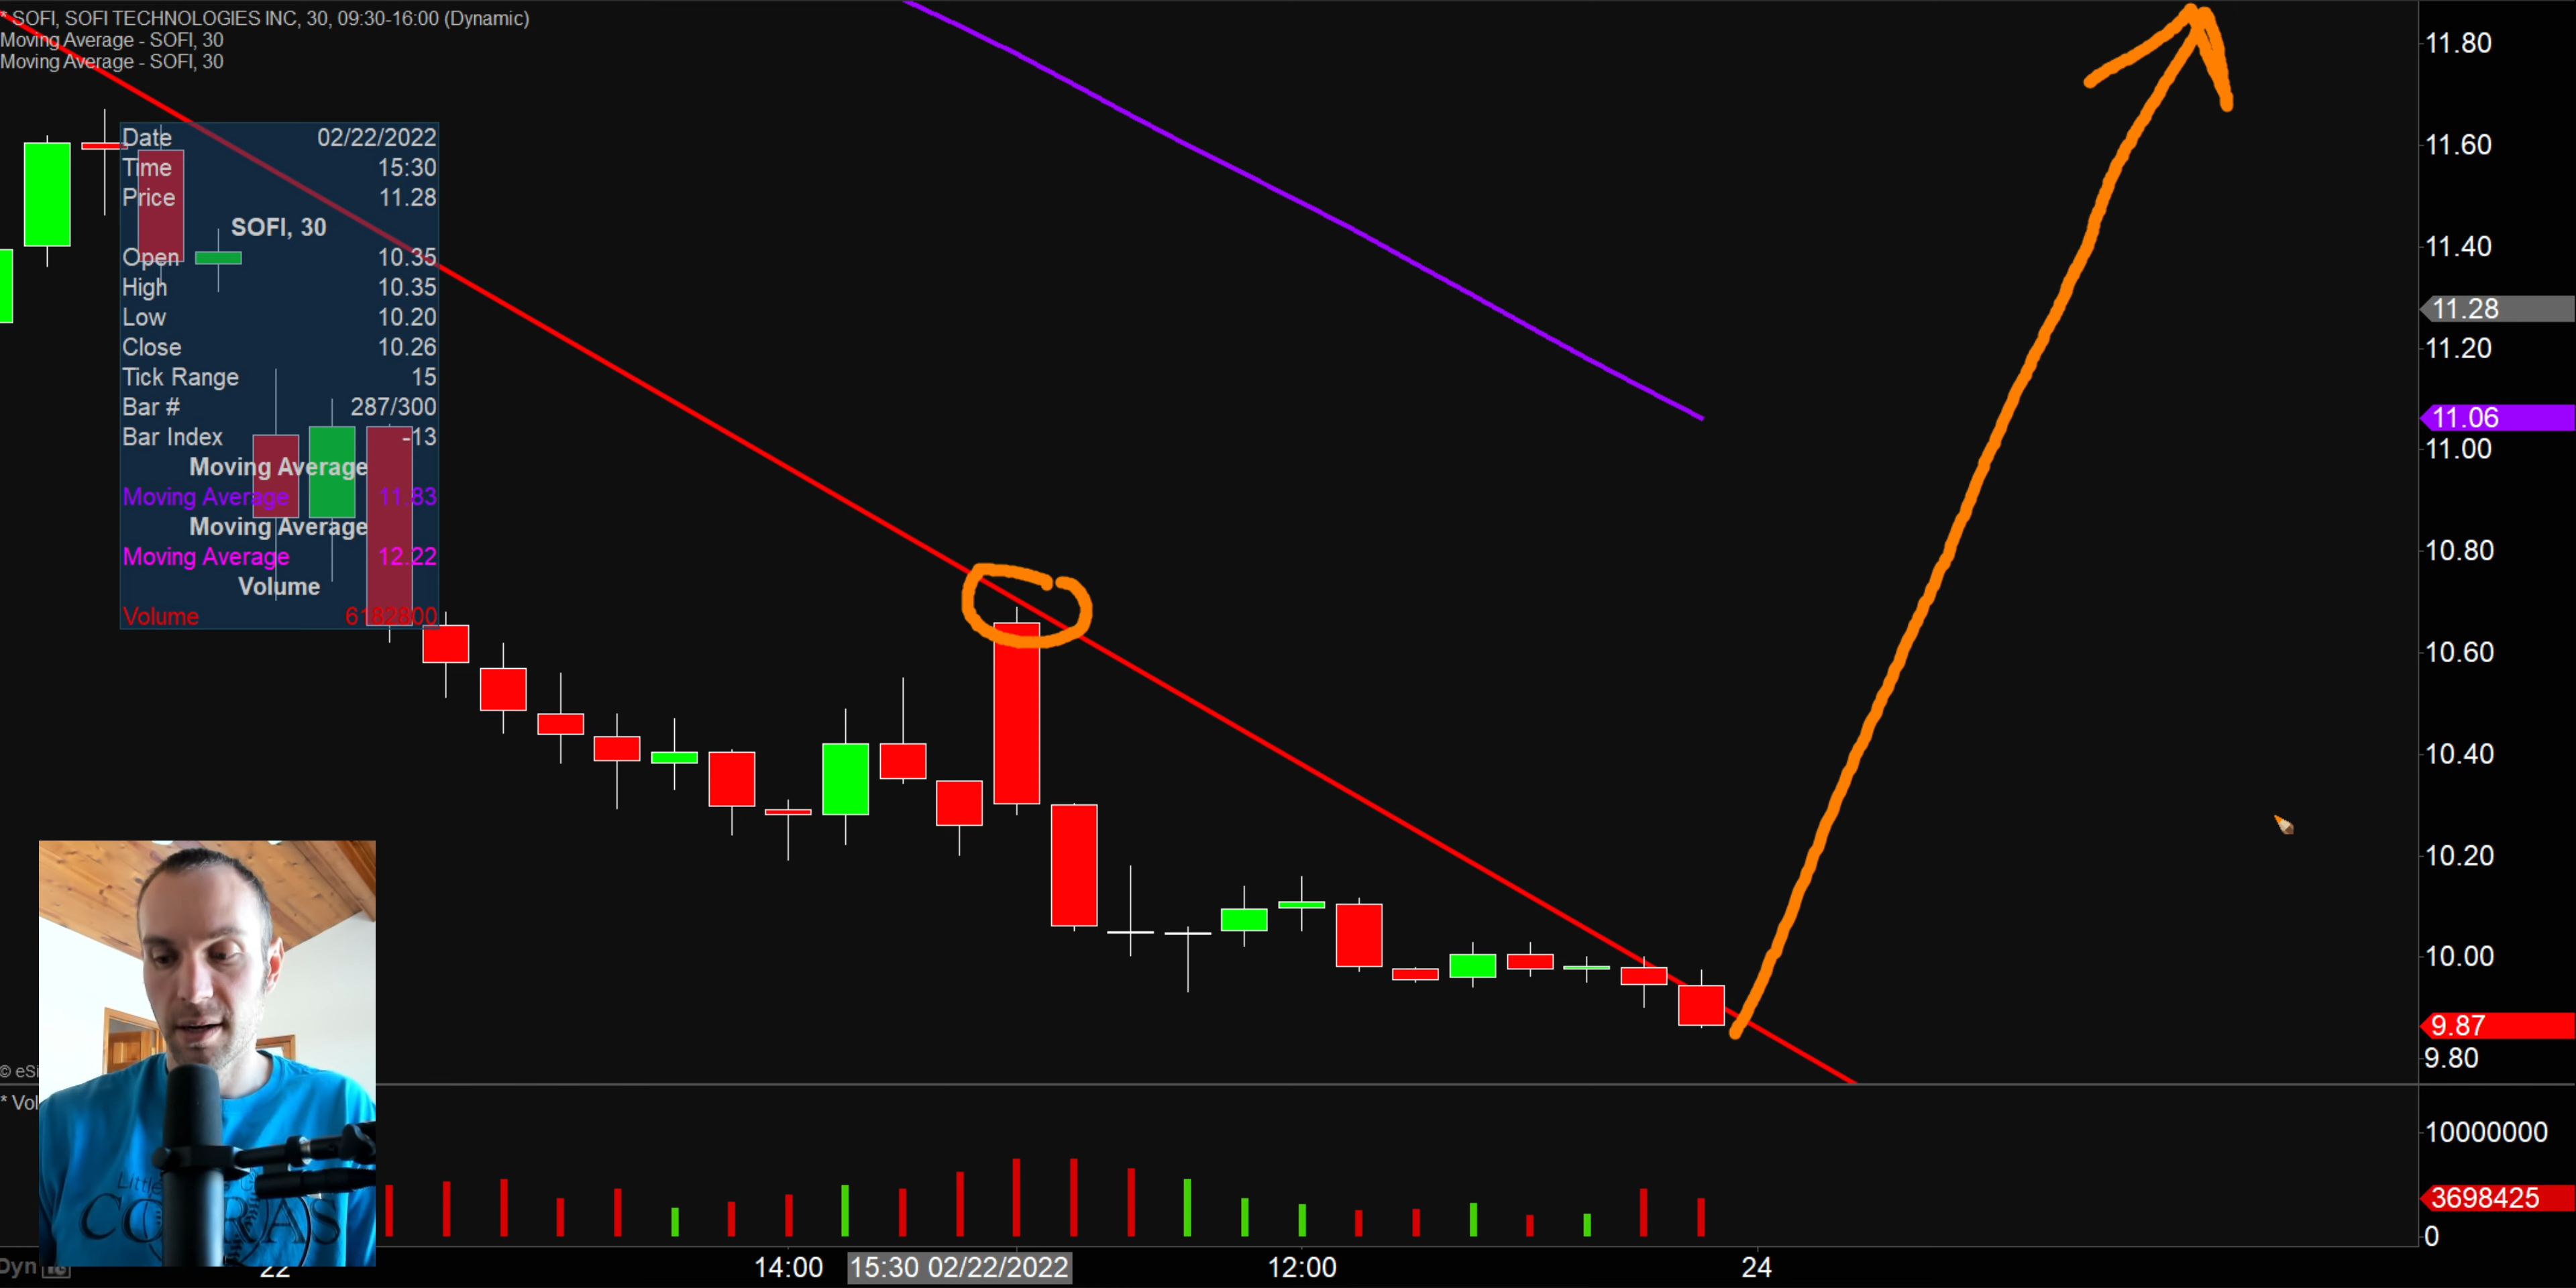 * SOFI, SOFI TECHNOLOGIES INC, 30, 09:30-16:00 (Dynamic)
Moving Average - SOFI, 30
Moving Average - SOFI, 30
Date 02/22/2022
Time 15:30
Price 11.28
SOFI, 30
Open 10.35
High 10.35
Low 10.20
Close 10.26
Tick Range 15
Bar # 287/300
Bar Index -13
Moving Average
Moving Average 11.83
Moving Average
Moving Average 12.22
Volume
Volume 6182800
11.80
11.60
11.40
11.28
11.20
11.06
11.00
10.80
10.60
10.40
10.20
10.00
9.87
9.80
© eSi
* Vol
10000000
3698425
0
Little
Dyn
22
14:00
15:30 02/22/2022
12:00
24